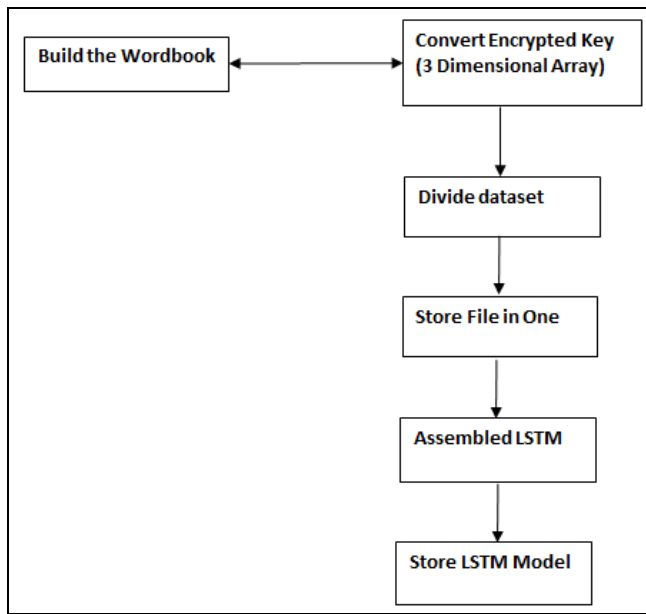 Build the Wordbook
Convert Encrypted Key
(3 Dimensional Array)
Divide dataset
Store File in One
Assembled LSTM
Store LSTM Model